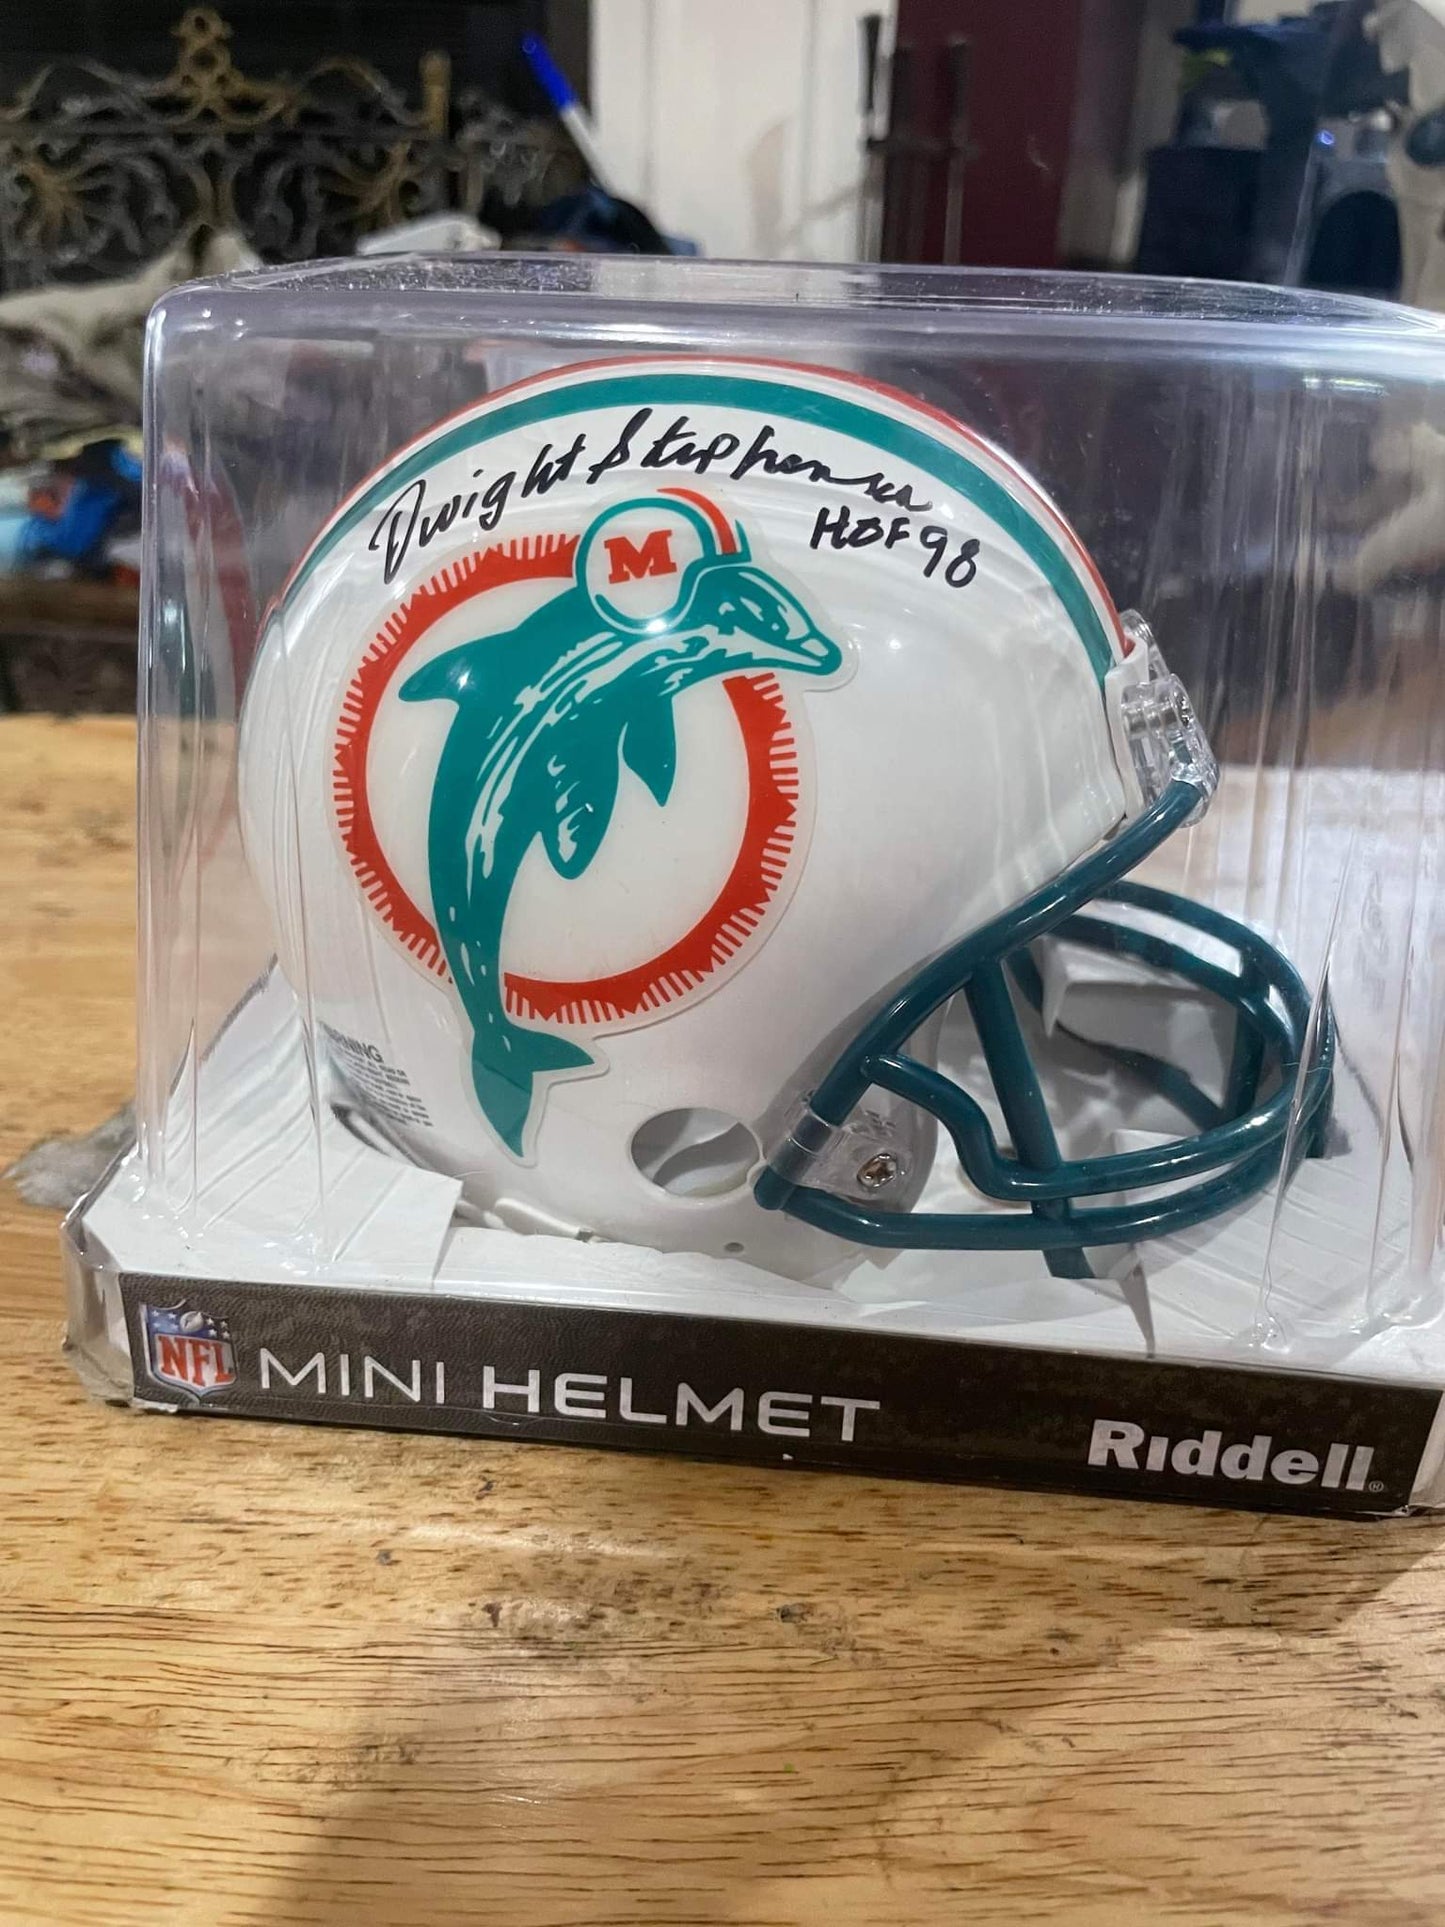 Dwight Stephenson
HOF 98
M
WARNING
NFL MINI HELMET Riddell®